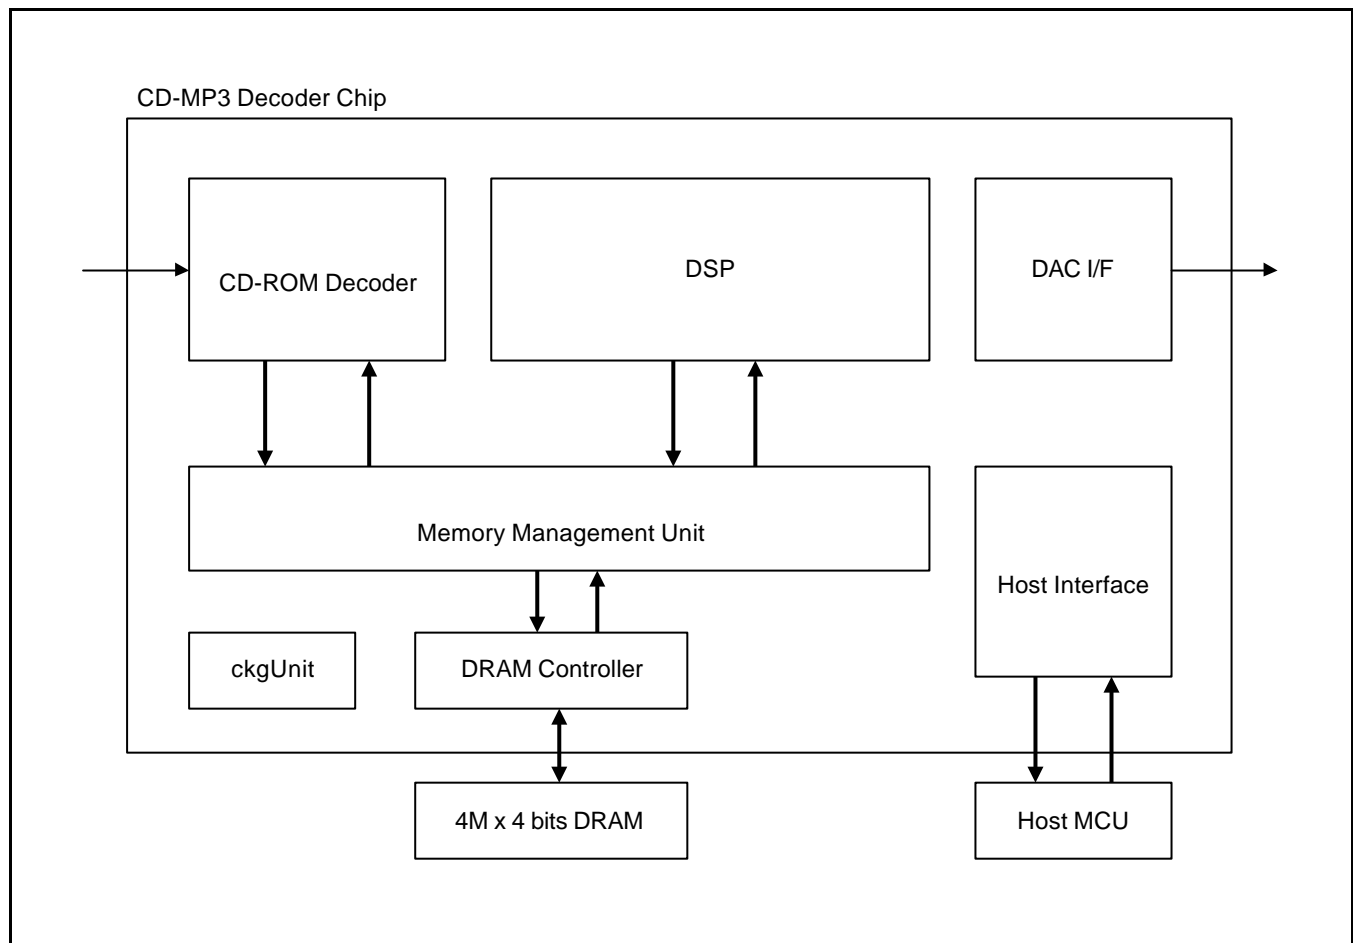 CD-MP3 Decoder Chip
CD-ROM Decoder
DSP
DAC I/F
Memory Management Unit
Host Interface
ckgUnit
DRAM Controller
4M x 4 bits DRAM
Host MCU